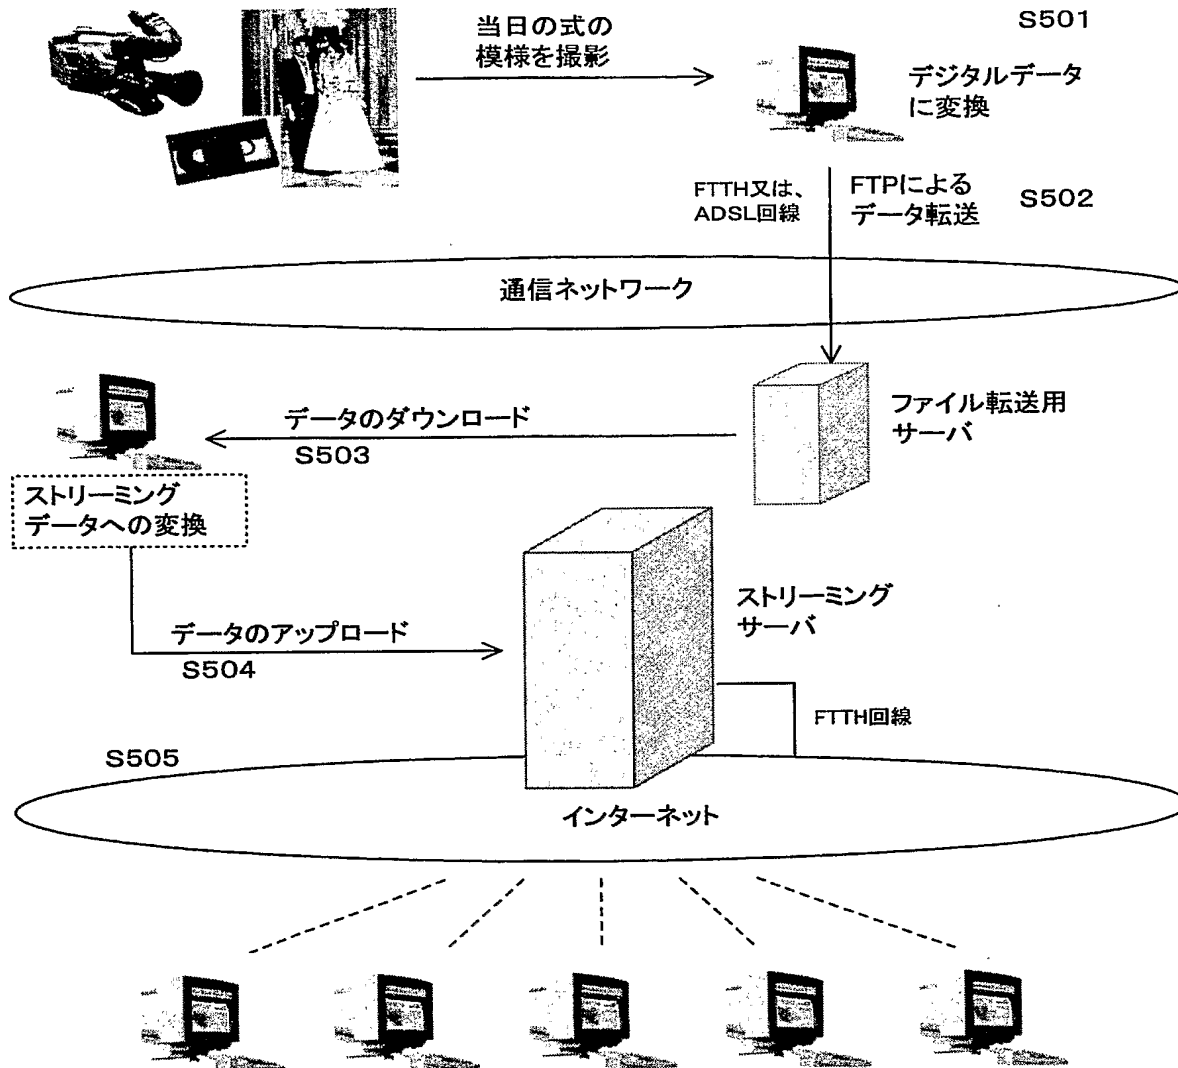 当日の式の
模様を撮影
S501
デジタルデータ
に変換
FTTH又は、
ADSL回線
FTPによる
データ転送
S502
通信ネットワーク
ファイル転送用
サーバ
データのダウンロード
S503
ストリーミング
データへの変換
ストリーミング
サーバ
データのアップロード
S504
FTTH回線
S505
インターネット